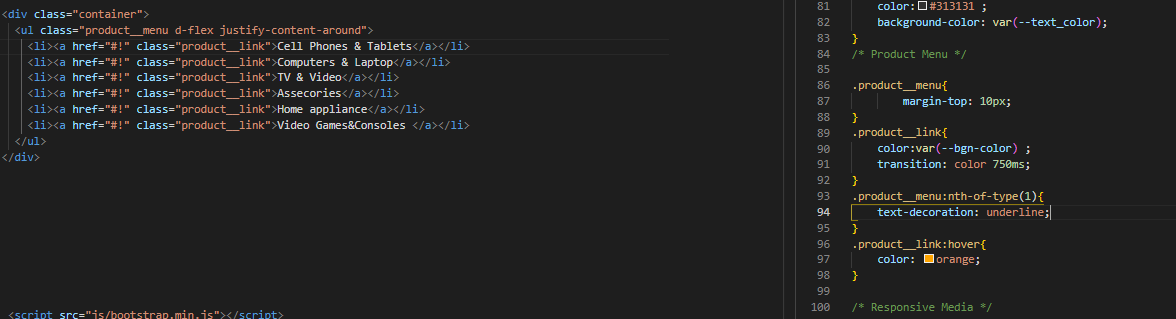 <div class="container">
<ul class="product__menu d-flex justify-content-around">
<li><a href="#!" class="product__link">Cell Phones & Tablets</a></li>
<li><a href="#!" class="product__link">Computers & Laptop</a></li>
<li><a href="#!" class="product__link">TV & Video</a></li>
<li><a href="#!" class="product__link">Assecories</a></li>
<li><a href="#!" class="product__link">Home appliance</a></li>
<li><a href="#!" class="product__link">Video Games&Consoles </a></li>
</ul>
</div>
<script src="js/bootstrap.min.js"></script>
81 color: #313131 ;
82 background-color: var(--text_color);
83 }
84 /* Product Menu */
85
86 .product__menu{
87 margin-top: 10px;
88 }
89 .product__link{
90 color:var(--bgn-color) ;
91 transition: color 750ms;
92 }
93 .product__menu:nth-of-type(1){
94 text-decoration: underline;
95 }
96 .product__link:hover{
97 color: orange;
98 }
99
100 /* Responsive Media */